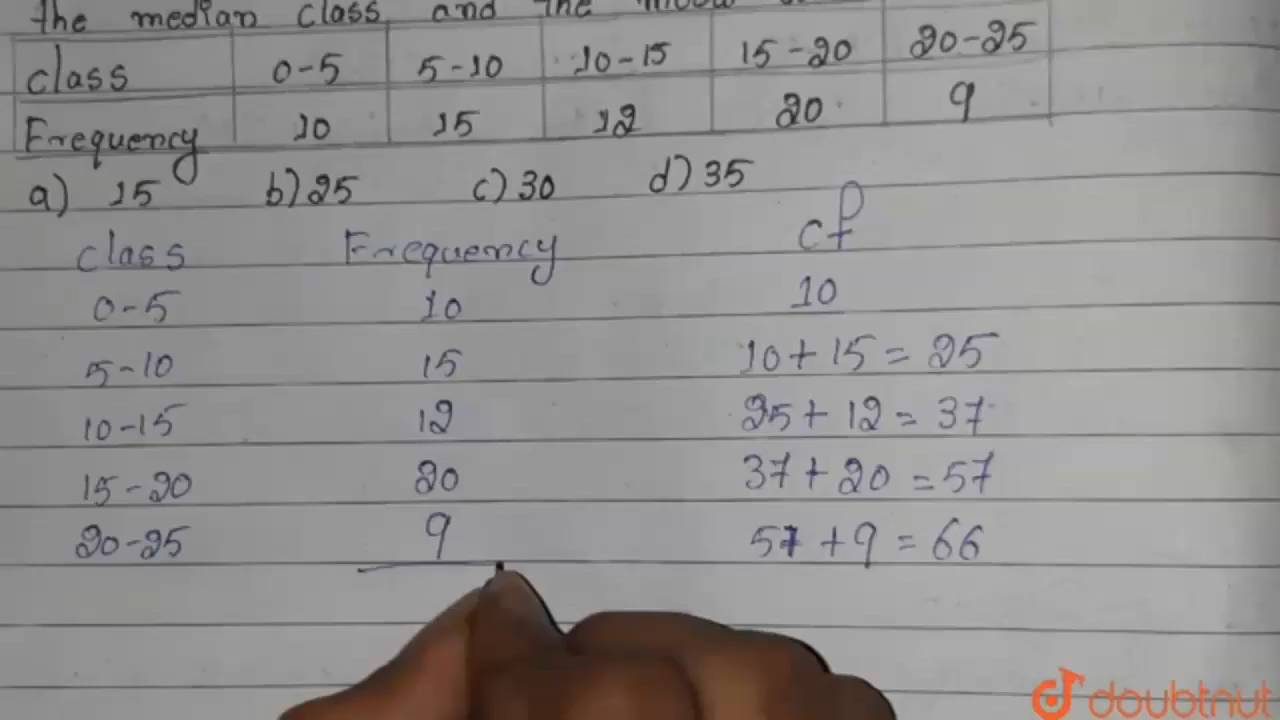 the median class and the
class 0-5 5-10 10-15 15-20 20-25
Frequency 10 15 12 20 9
a) 15 b) 25 c) 30 d) 35
class Frequency cf
0-5 10 10
5-10 15 10+15=25
10-15 12 25+12=37
15-20 20 37+20=57
20-25 9 57+9=66
doubtnut